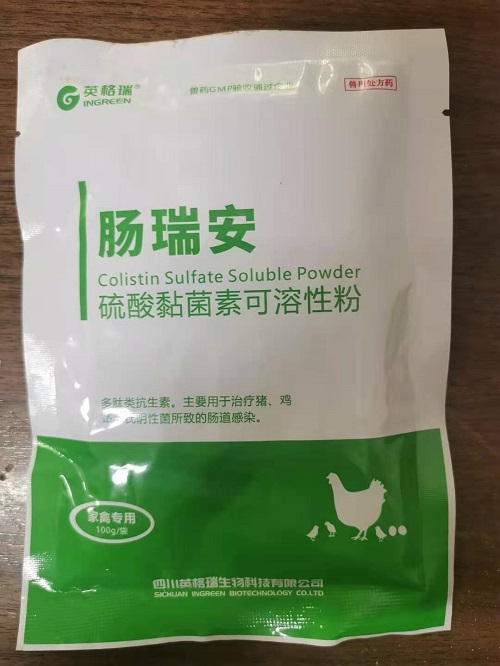 英格瑞®
INGREEN
兽药GMP验收通过企业
兽用处方药
肠瑞安
Colistin Sulfate Soluble Powder
硫酸黏菌素可溶性粉
多肽类抗生素。主要用于治疗猪、鸡
氏阴性菌所致的肠道感染。
家禽专用
100g/袋
四川英格瑞生物科技有限公司
SICHUAN INGREEN BIOTECHNOLOGY CO.LTD